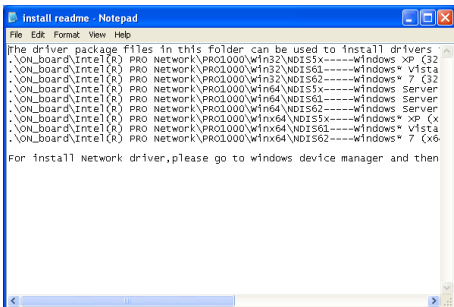 install readme - Notepad
File Edit Format View Help
The driver package files in this folder can be used to install drivers
.\ON_board\Intel(R) PRO Network\PRO1000\Win32\NDIS5x-----Windows XP (32
.\ON_board\Intel(R) PRO Network\PRO1000\Win32\NDIS61-----Windows* Vista
.\ON_board\Intel(R) PRO Network\PRO1000\Win32\NDIS62-----Windows* 7 (32
.\ON_board\Intel(R) PRO Network\PRO1000\Win64\NDIS5x-----Windows Server
.\ON_board\Intel(R) PRO Network\PRO1000\Win64\NDIS61-----Windows Server
.\ON_board\Intel(R) PRO Network\PRO1000\Win64\NDIS62-----Windows Server
.\ON_board\Intel(R) PRO Network\PRO1000\Winx64\NDIS5x-----Windows* XP (x
.\ON_board\Intel(R) PRO Network\PRO1000\Winx64\NDIS61-----Windows* Vista
.\ON_board\Intel(R) PRO Network\PRO1000\Winx64\NDIS62-----Windows* 7 (x6
For install Network driver,please go to windows device manager and then